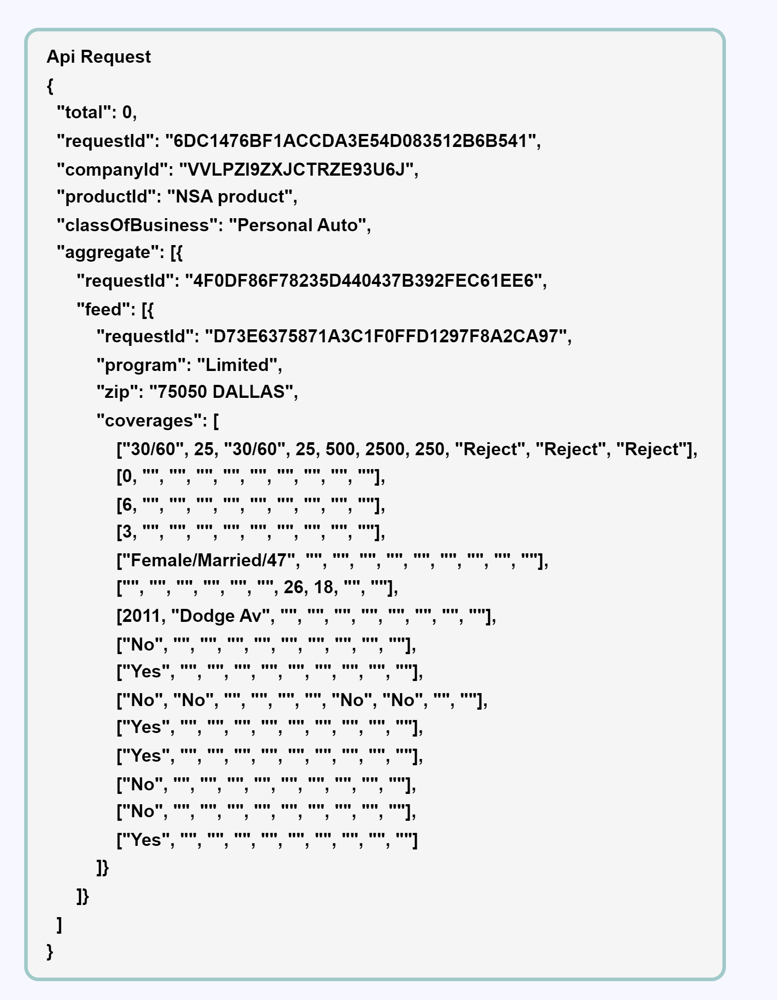 Api Request
{
"total": 0,
"requestId": "6DC1476BF1ACCDA3E54D083512B6B541",
"companyId": "VVLPZI9ZXJCTRZE93U6J",
"productId": "NSA product",
"classOfBusiness": "Personal Auto",
"aggregate": [{
"requestId": "4F0DF86F78235D440437B392FEC61EE6",
"feed": [{
"requestId": "D73E6375871A3C1F0FFD1297F8A2CA97",
"program": "Limited",
"zip": "75050 DALLAS",
"coverages": [
["30/60", 25, "30/60", 25, 500, 2500, 250, "Reject", "Reject", "Reject"],
[0, "", "", "", "", "", "", "", "", ""],
[6, "", "", "", "", "", "", "", "", ""],
[3, "", "", "", "", "", "", "", "", ""],
["Female/Married/47", "", "", "", "", "", "", "", "", ""],
["", "", "", "", "", "", 26, 18, "", ""],
[2011, "Dodge Av", "", "", "", "", "", "", "", ""],
["No", "", "", "", "", "", "", "", "", ""],
["Yes", "", "", "", "", "", "", "", "", ""],
["No", "No", "", "", "", "", "No", "No", "", ""],
["Yes", "", "", "", "", "", "", "", "", ""],
["Yes", "", "", "", "", "", "", "", "", ""],
["No", "", "", "", "", "", "", "", "", ""],
["No", "", "", "", "", "", "", "", "", ""],
["Yes", "", "", "", "", "", "", "", "", ""]
]}
]}
]
}